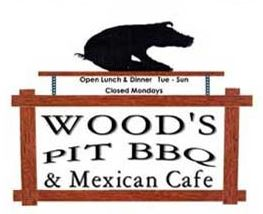 Open Lunch & Dinner Tue - Sun
Closed Mondays
WOOD'S
PIT BBQ
& Mexican Cafe